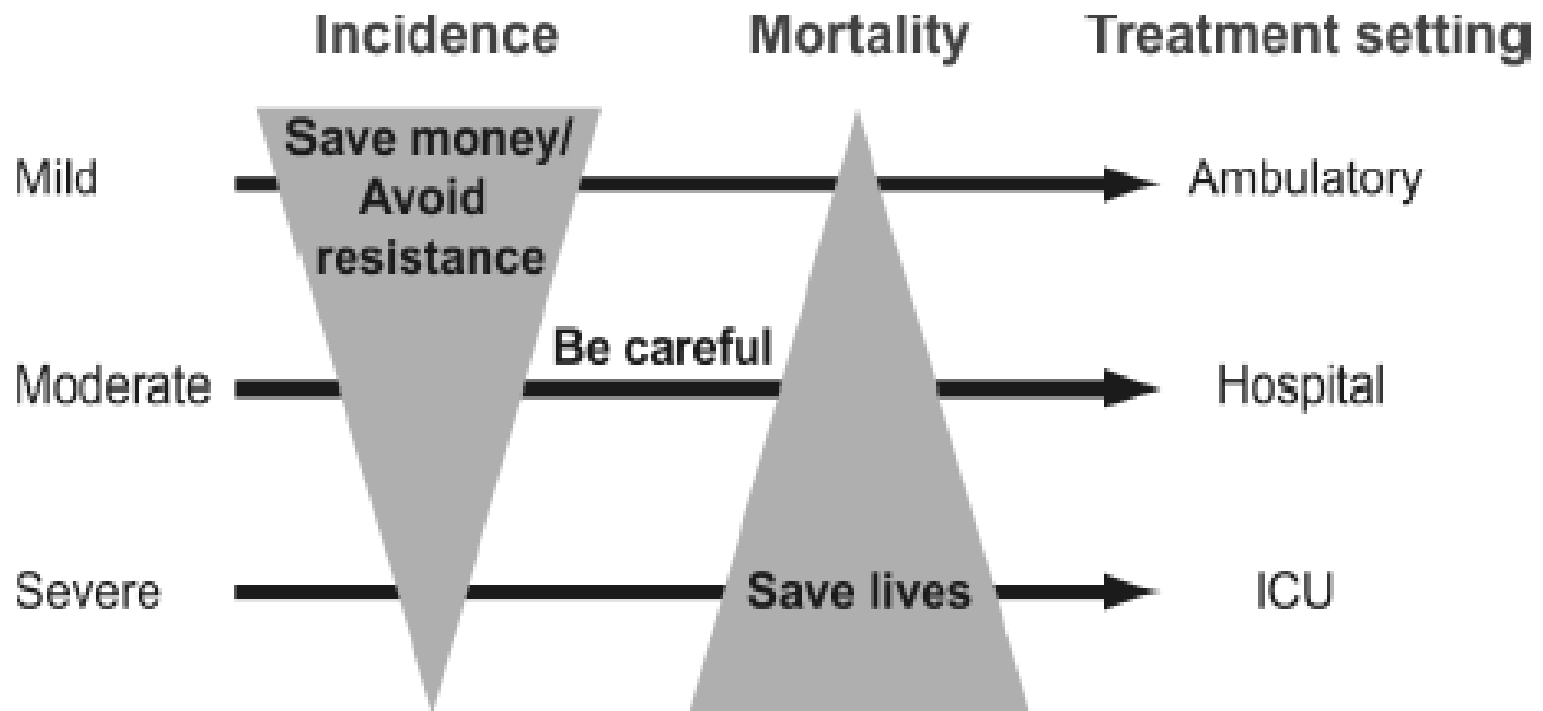 Incidence Mortality Treatment setting
Save money/
Mild Avoid Ambulatory
resistance
Be careful
Moderate Hospital
Severe Save lives ICU